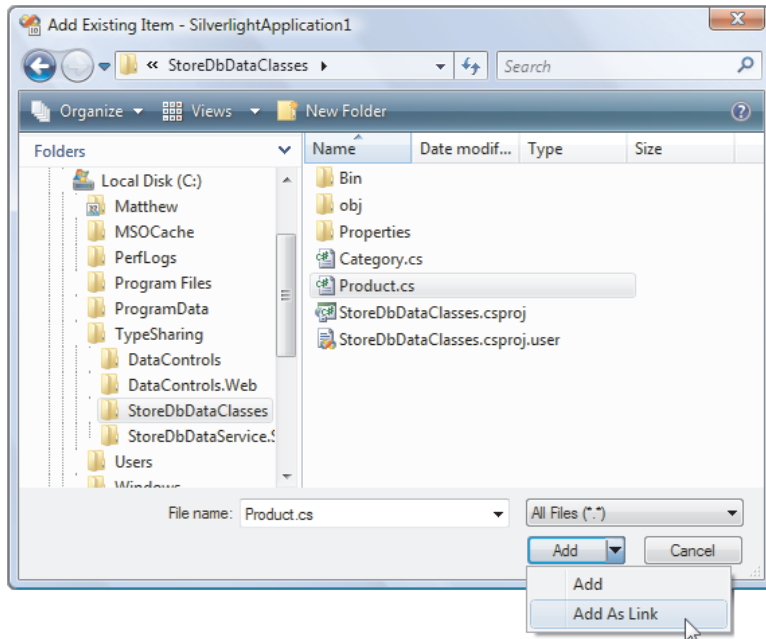 Add Existing Item - SilverlightApplication1
« StoreDbDataClasses
Search
Organize Views New Folder
Folders
Name Date modif... Type Size
Local Disk (C:)
Matthew
MSOCache
PerfLogs
Program Files
ProgramData
TypeSharing
DataControls
DataControls.Web
StoreDbDataClasses
StoreDbDataService.S
Users
Windows
Bin
obj
Properties
Category.cs
Product.cs
StoreDbDataClasses.csproj
StoreDbDataClasses.csproj.user
File name: Product.cs All Files (*.*)
Add Cancel
Add
Add As Link